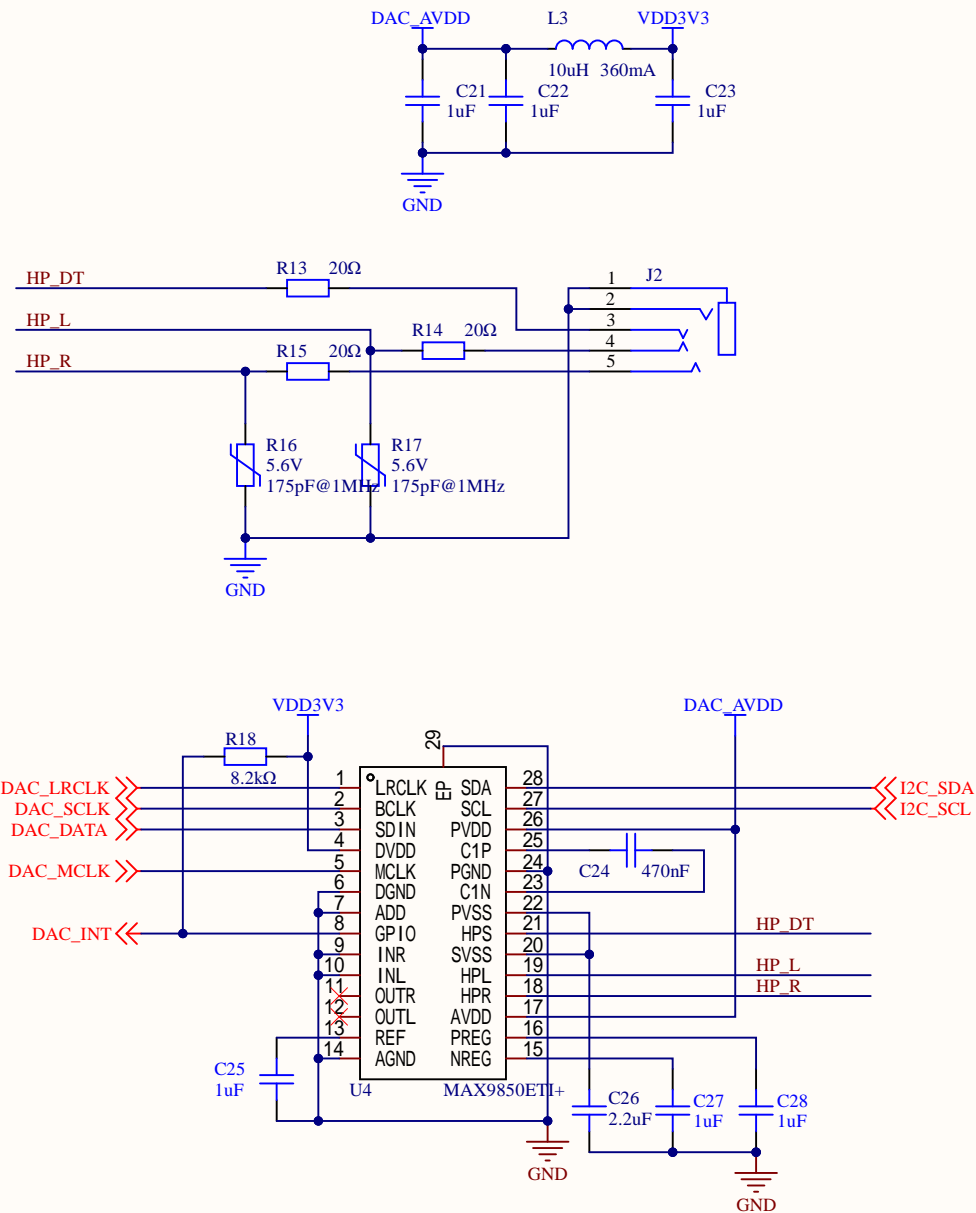 DAC_AVDD L3 VDD3V3
10uH 360mA
C21 C22 C23
1uF 1uF 1uF
GND
HP_DT R13 20Ω 1 J2
2
HP_L R14 20Ω 3
4
HP_R R15 20Ω 5
R16 R17
5.6V 5.6V
175pF@1MHz 175pF@1MHz
GND
VDD3V3 DAC_AVDD
R18 29
8.2kΩ EP
DAC_LRCLK 1 LRCLK SDA 28 I2C_SDA
DAC_SCLK 2 BCLK SCL 27 I2C_SCL
DAC_DATA 3 SDIN PVDD 26
4 DVDD C1P 25
DAC_MCLK 5 MCLK PGND 24 C24 470nF
6 DGND C1N 23
7 ADD PVSS 22
DAC_INT 8 GPIO HPS 21 HP_DT
9 INR SVSS 20
10 INL HPL 19 HP_L
11 OUTR HPR 18 HP_R
12 OUTL AVDD 17
13 REF PREG 16
14 AGND NREG 15
C25
1uF
U4 MAX9850ETI+
C26 C27 C28
2.2uF 1uF 1uF
GND
GND